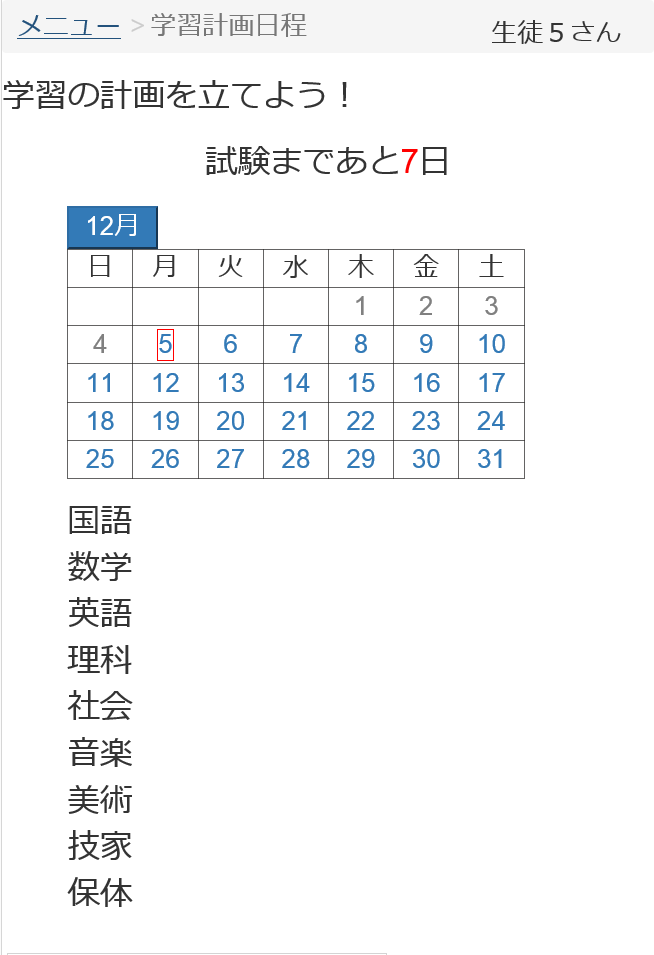 メニュー > 学習計画日程
生徒５さん
学習の計画を立てよう！
試験まであと7日
12月
日 月 火 水 木 金 土
1 2 3
4 5 6 7 8 9 10
11 12 13 14 15 16 17
18 19 20 21 22 23 24
25 26 27 28 29 30 31
国語
数学
英語
理科
社会
音楽
美術
技家
保体